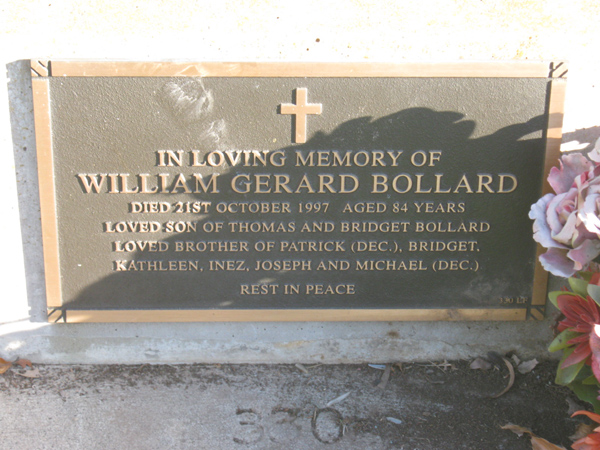 IN LOVING MEMORY OF
WILLIAM GERARD BOLLARD
DIED 21ST OCTOBER 1997 AGED 84 YEARS
LOVED SON OF THOMAS AND BRIDGET BOLLARD
LOVED BROTHER OF PATRICK (DEC.), BRIDGET,
KATHLEEN, INEZ, JOSEPH AND MICHAEL (DEC.)
REST IN PEACE
330